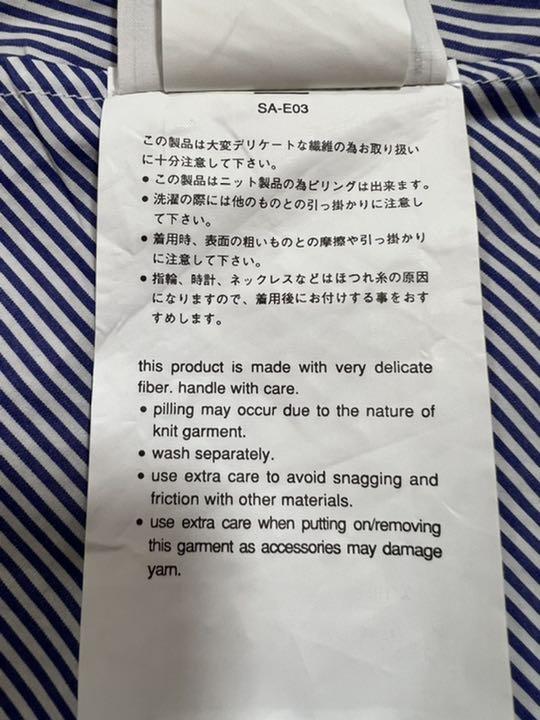 SA-E03
この製品は大変デリケートな繊維の為お取り扱い
に十分注意して下さい。
● この製品はニット製品の為ピリングは出来ます。
● 洗濯の際には他のものとの引っ掛かりに注意し
て下さい。
● 着用時、表面の粗いものとの摩擦や引っ掛かり
に注意して下さい。
● 指輪、時計、ネックレスなどはほつれ糸の原因
になりますので、着用後にお付けする事をおす
すめします。
this product is made with very delicate
fiber. handle with care.
● pilling may occur due to the nature of
knit garment.
● wash separately.
● use extra care to avoid snagging and
friction with other materials.
● use extra care when putting on/removing
this garment as accessories may damage
yarn.